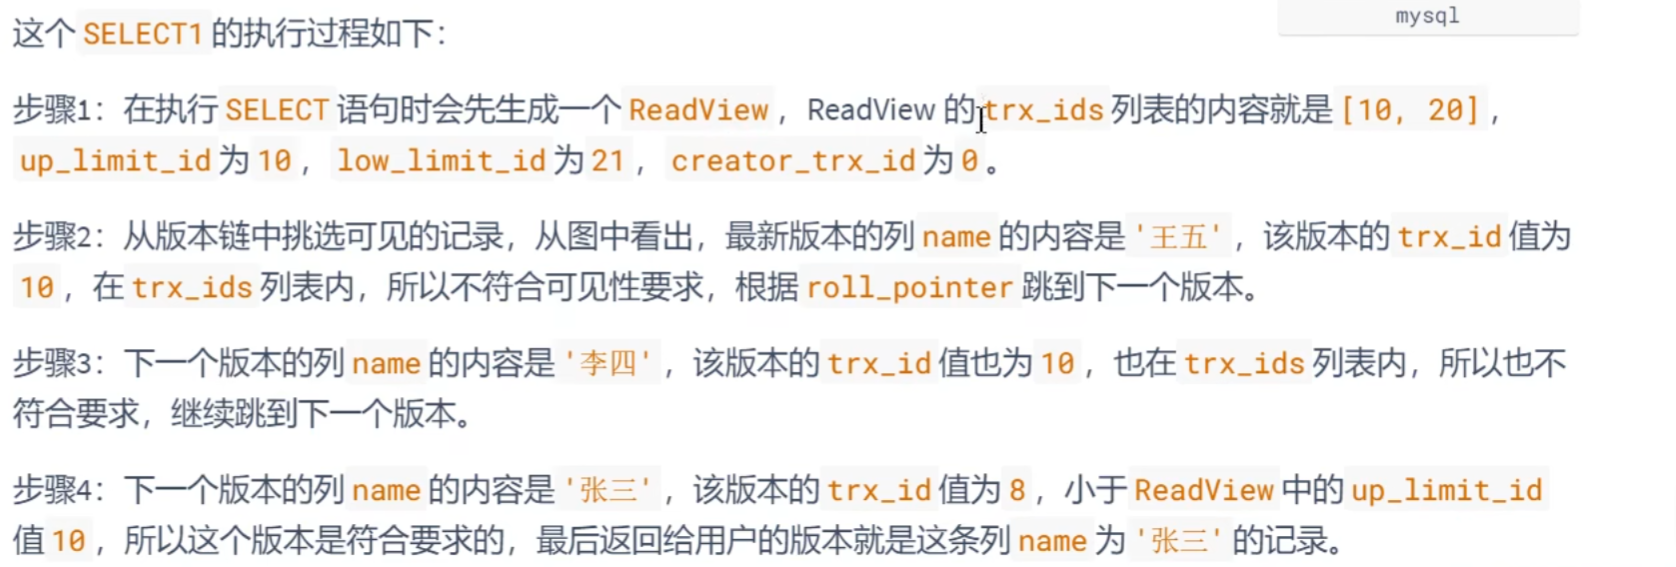 这个 SELECT1 的执行过程如下：
mysql
步骤1：在执行 SELECT 语句时会先生成一个 ReadView ，ReadView 的 trx_ids 列表的内容就是 [10, 20] ，
up_limit_id 为 10 ， low_limit_id 为 21 ， creator_trx_id 为 0 。
步骤2：从版本链中挑选可见的记录，从图中看出，最新版本的列 name 的内容是 '王五' ，该版本的 trx_id 值为
10 ，在 trx_ids 列表内，所以不符合可见性要求，根据 roll_pointer 跳到下一个版本。
步骤3：下一个版本的列 name 的内容是 '李四' ，该版本的 trx_id 值也为 10 ，也在 trx_ids 列表内，所以也不
符合要求，继续跳到下一个版本。
步骤4：下一个版本的列 name 的内容是 '张三' ，该版本的 trx_id 值为 8 ，小于 ReadView 中的 up_limit_id
值 10 ，所以这个版本是符合要求的，最后返回给用户的版本就是这条列 name 为 '张三' 的记录。